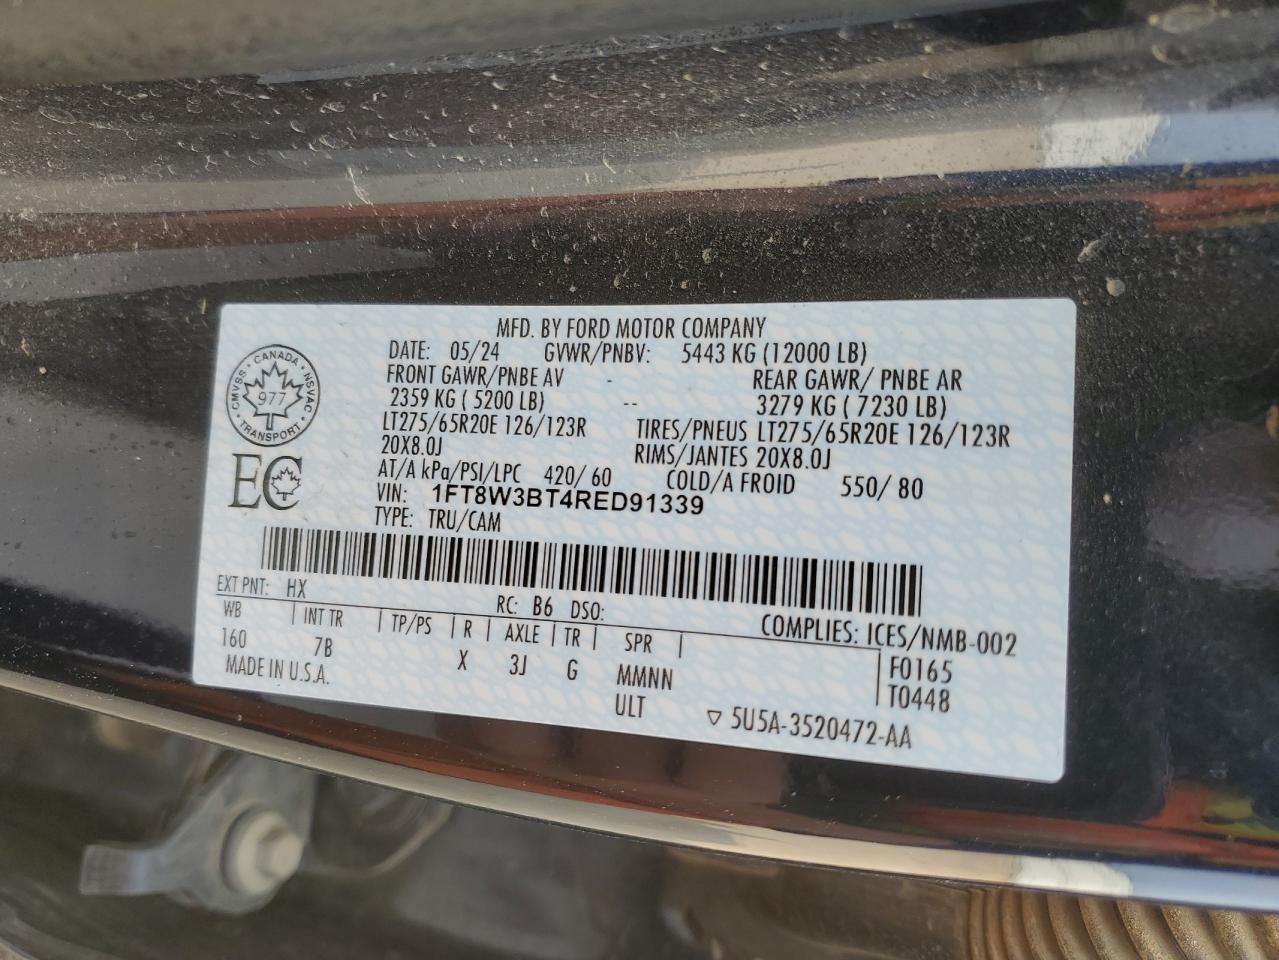 MFD. BY FORD MOTOR COMPANY
DATE: 05/24 GVWR/PNBV: 5443 KG (12000 LB)
FRONT GAWR/PNBE AV - REAR GAWR/ PNBE AR
2359 KG ( 5200 LB) -- 3279 KG ( 7230 LB)
LT275/65R20E 126/123R TIRES/PNEUS LT275/65R20E 126/123R
20X8.0J RIMS/JANTES 20X8.0J
AT/A kPa/PSI/LPC 420/ 60 COLD/A FROID 550/ 80
VIN: 1FT8W3BT4RED91339
TYPE: TRU/CAM
CANADA
CMVSS NSVAC
977
TRANSPORT
EC
EXT PNT: HX RC: B6 DSO:
COMPLIES: ICES/NMB-002
WB INT TR TP/PS R AXLE TR SPR
160 7B X 3J G MMNN
F0165
T0448
MADE IN U.S.A. ULT
▽ 5U5A-3520472-AA